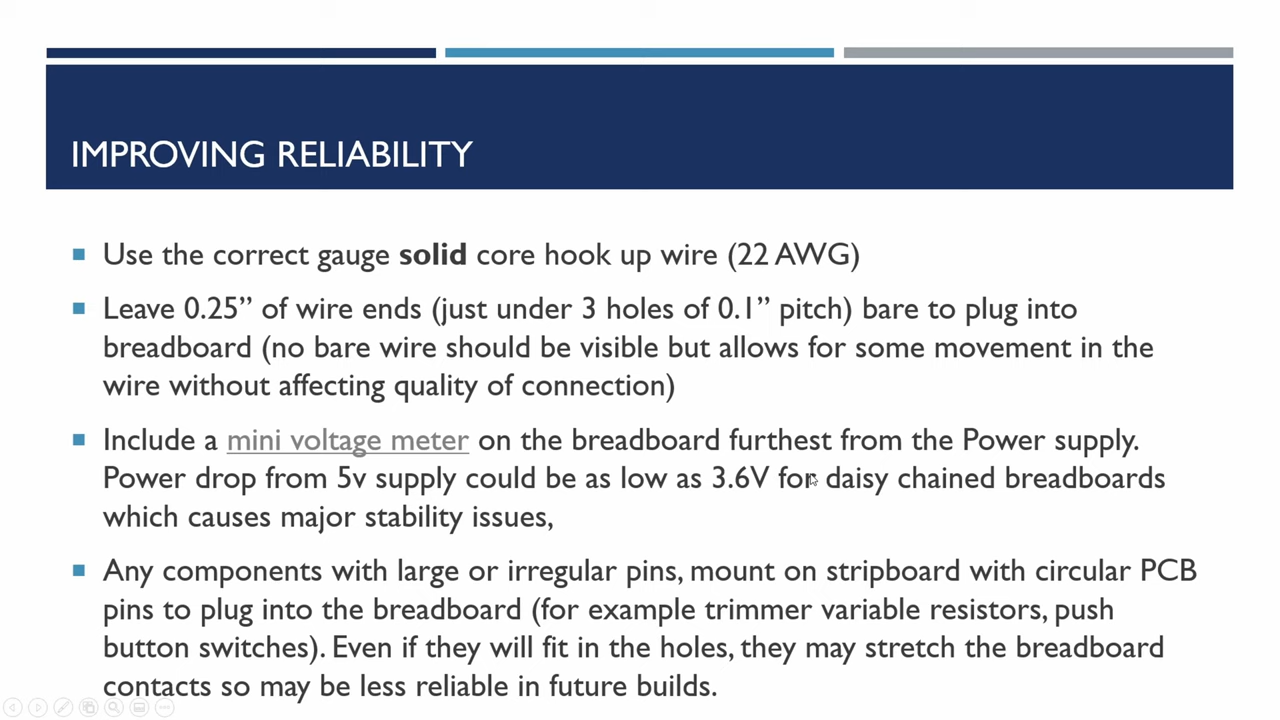 IMPROVING RELIABILITY
Use the correct gauge solid core hook up wire (22 AWG)
Leave 0.25” of wire ends (just under 3 holes of 0.1” pitch) bare to plug into
breadboard (no bare wire should be visible but allows for some movement in the
wire without affecting quality of connection)
Include a mini voltage meter on the breadboard furthest from the Power supply.
Power drop from 5v supply could be as low as 3.6V for daisy chained breadboards
which causes major stability issues,
Any components with large or irregular pins, mount on stripboard with circular PCB
pins to plug into the breadboard (for example trimmer variable resistors, push
button switches). Even if they will fit in the holes, they may stretch the breadboard
contacts so may be less reliable in future builds.